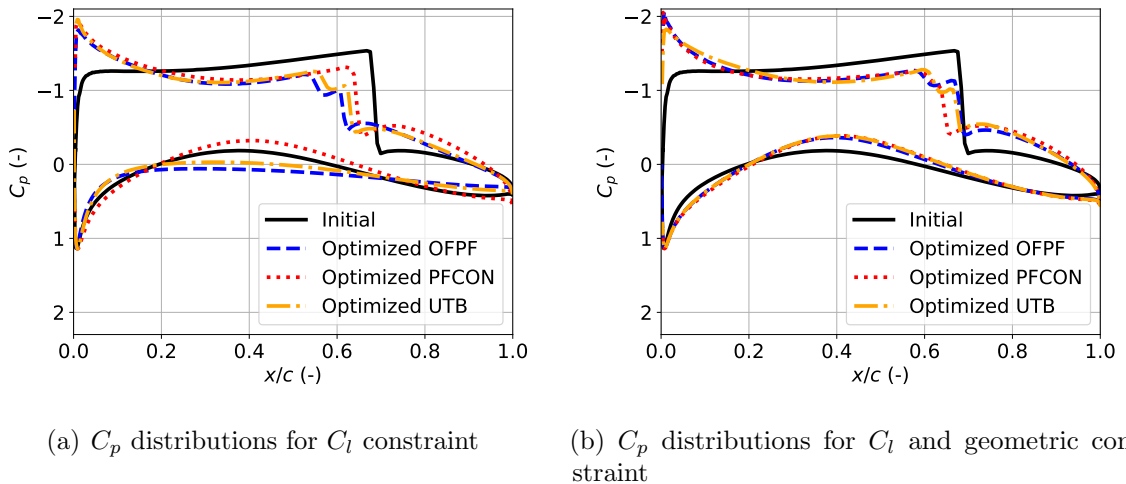 −2
−1
0
1
2
0.0 0.2 0.4 0.6 0.8 1.0
x/c (-)
C_p (-)
Initial
Optimized OFPF
Optimized PFCON
Optimized UTB
−2
−1
0
1
2
0.0 0.2 0.4 0.6 0.8 1.0
x/c (-)
C_p (-)
Initial
Optimized OFPF
Optimized PFCON
Optimized UTB
(a) C_p distributions for C_l constraint
(b) C_p distributions for C_l and geometric con
straint